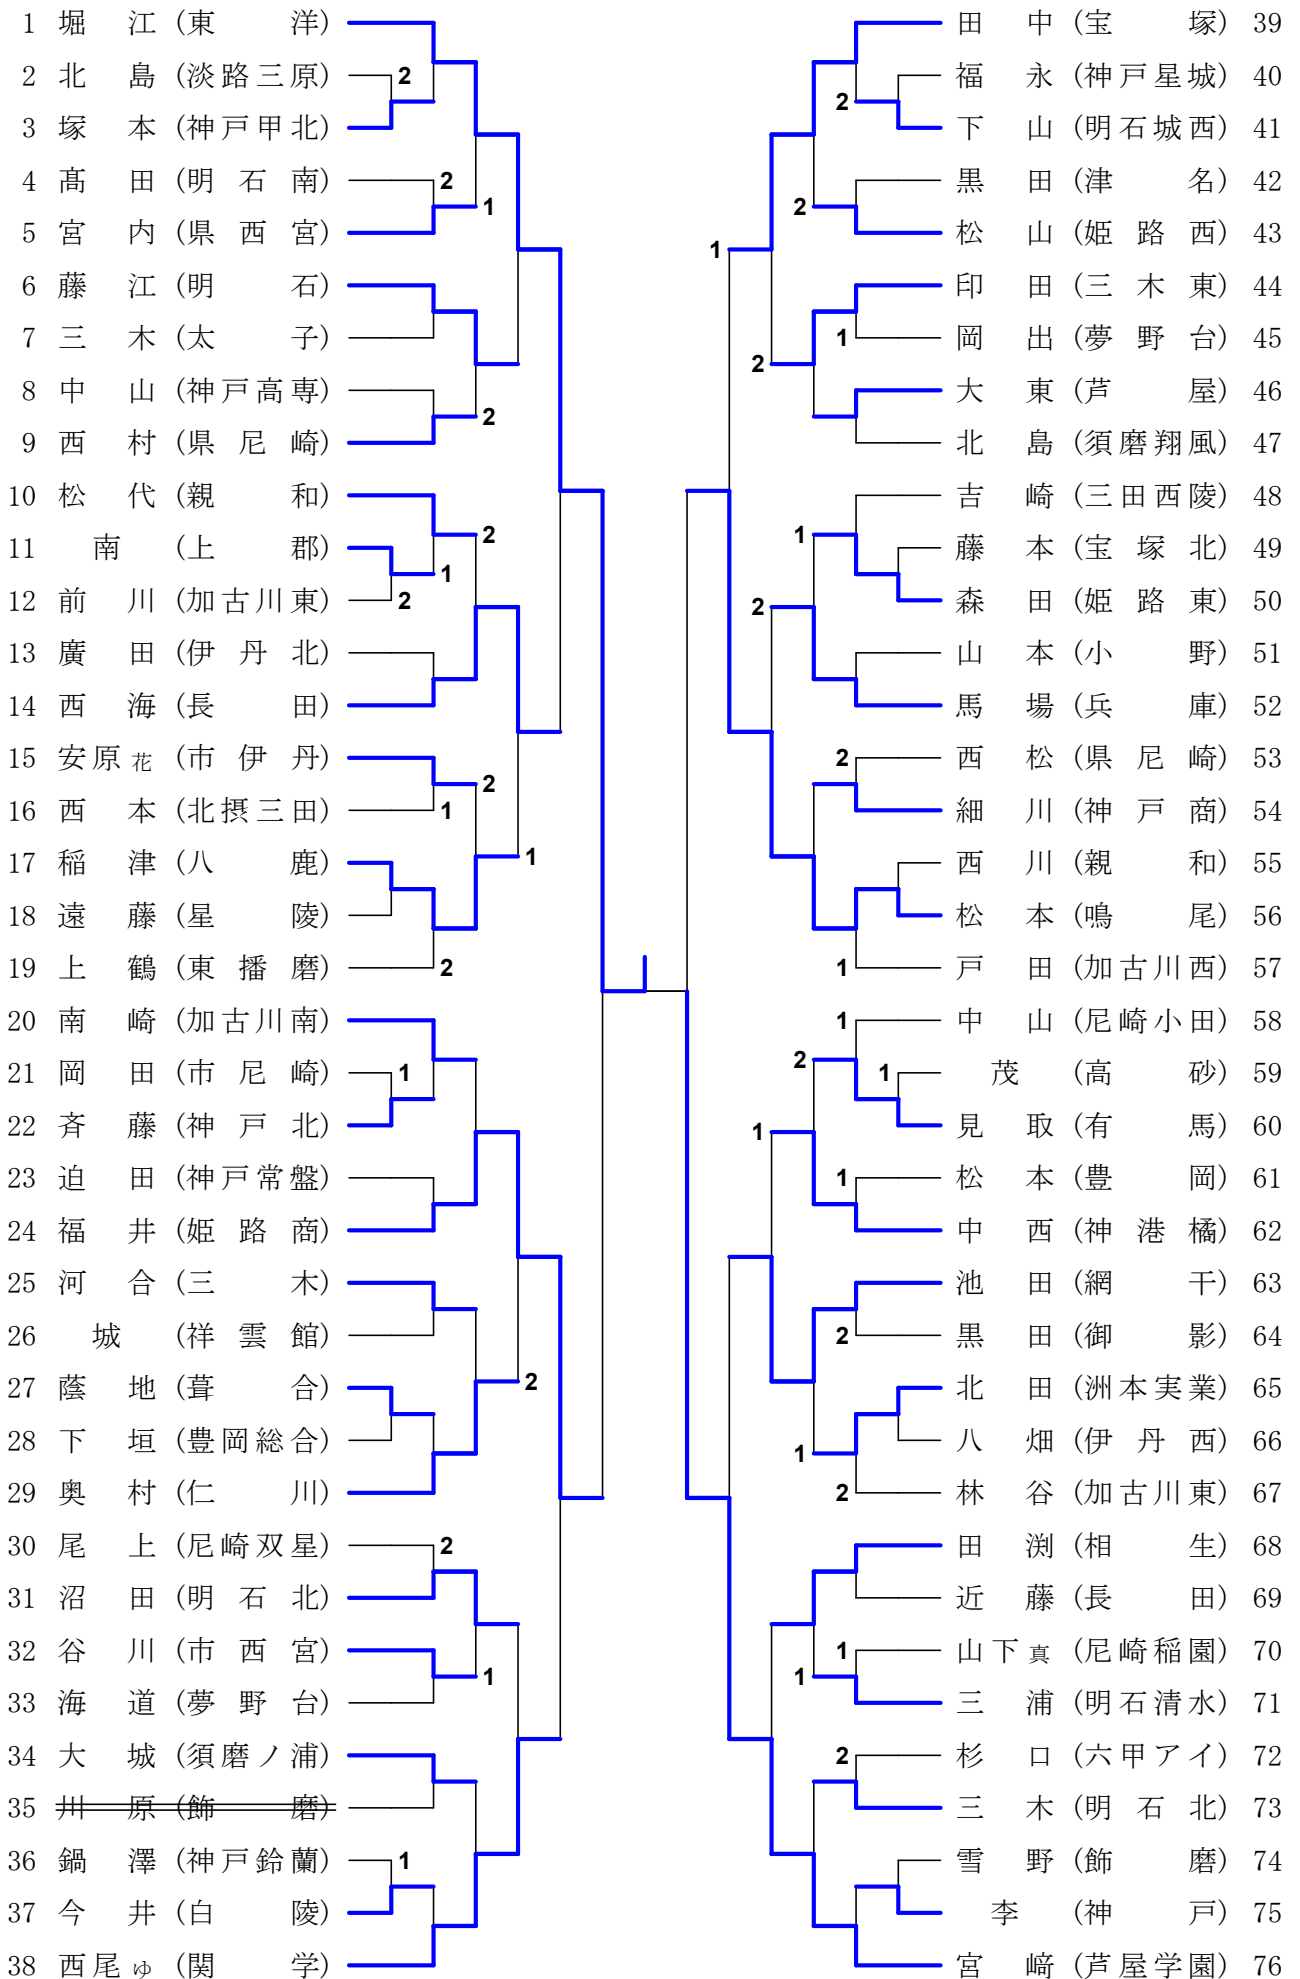 1 堀 江 (東 洋)
2 北 島 (淡路三原)
3 塚 本 (神戸甲北)
4 髙 田 (明 石 南)
5 宮 内 (県 西 宮)
6 藤 江 (明 石)
7 三 木 (太 子)
8 中 山 (神戸高専)
9 西 村 (県 尼 崎)
10 松 代 (親 和)
11 南 (上 郡)
12 前 川 (加古川東)
13 廣 田 (伊 丹 北)
14 西 海 (長 田)
15 安原花 (市 伊 丹)
16 西 本 (北摂三田)
17 稲 津 (八 鹿)
18 遠 藤 (星 陵)
19 上 鶴 (東 播 磨)
20 南 崎 (加古川南)
21 岡 田 (市 尼 崎)
22 斉 藤 (神 戸 北)
23 迫 田 (神戸常盤)
24 福 井 (姫 路 商)
25 河 合 (三 木)
26 城 (祥 雲 館)
27 蔭 地 (葺 合)
28 下 垣 (豊岡総合)
29 奥 村 (仁 川)
30 尾 上 (尼崎双星)
31 沼 田 (明 石 北)
32 谷 川 (市 西 宮)
33 海 道 (夢 野 台)
34 大 城 (須磨ノ浦)
35 川 原 (飾 磨)
36 鍋 澤 (神戸鈴蘭)
37 今 井 (白 陵)
38 西尾ゅ (関 学)
2
2
1
2
2
1
2
2
1
1
2
1
2
2
1
1
田 中 (宝 塚) 39
福 永 (神戸星城) 40
下 山 (明石城西) 41
黒 田 (津 名) 42
松 山 (姫 路 西) 43
印 田 (三 木 東) 44
岡 出 (夢 野 台) 45
大 東 (芦 屋) 46
北 島 (須磨翔風) 47
吉 崎 (三田西陵) 48
藤 本 (宝 塚 北) 49
森 田 (姫 路 東) 50
山 本 (小 野) 51
馬 場 (兵 庫) 52
西 松 (県 尼 崎) 53
細 川 (神 戸 商) 54
西 川 (親 和) 55
松 本 (鳴 尾) 56
戸 田 (加古川西) 57
中 山 (尼崎小田) 58
茂 (高 砂) 59
見 取 (有 馬) 60
松 本 (豊 岡) 61
中 西 (神 港 橘) 62
池 田 (網 干) 63
黒 田 (御 影) 64
北 田 (洲本実業) 65
八 畑 (伊 丹 西) 66
林 谷 (加古川東) 67
田 渕 (相 生) 68
近 藤 (長 田) 69
山下真 (尼崎稲園) 70
三 浦 (明石清水) 71
杉 口 (六甲アイ) 72
三 木 (明 石 北) 73
雪 野 (飾 磨) 74
李 (神 戸) 75
宮 﨑 (芦屋学園) 76
2
2
1
1
2
1
2
2
1
1
2
1
1
1
2
1
2
1
1
2